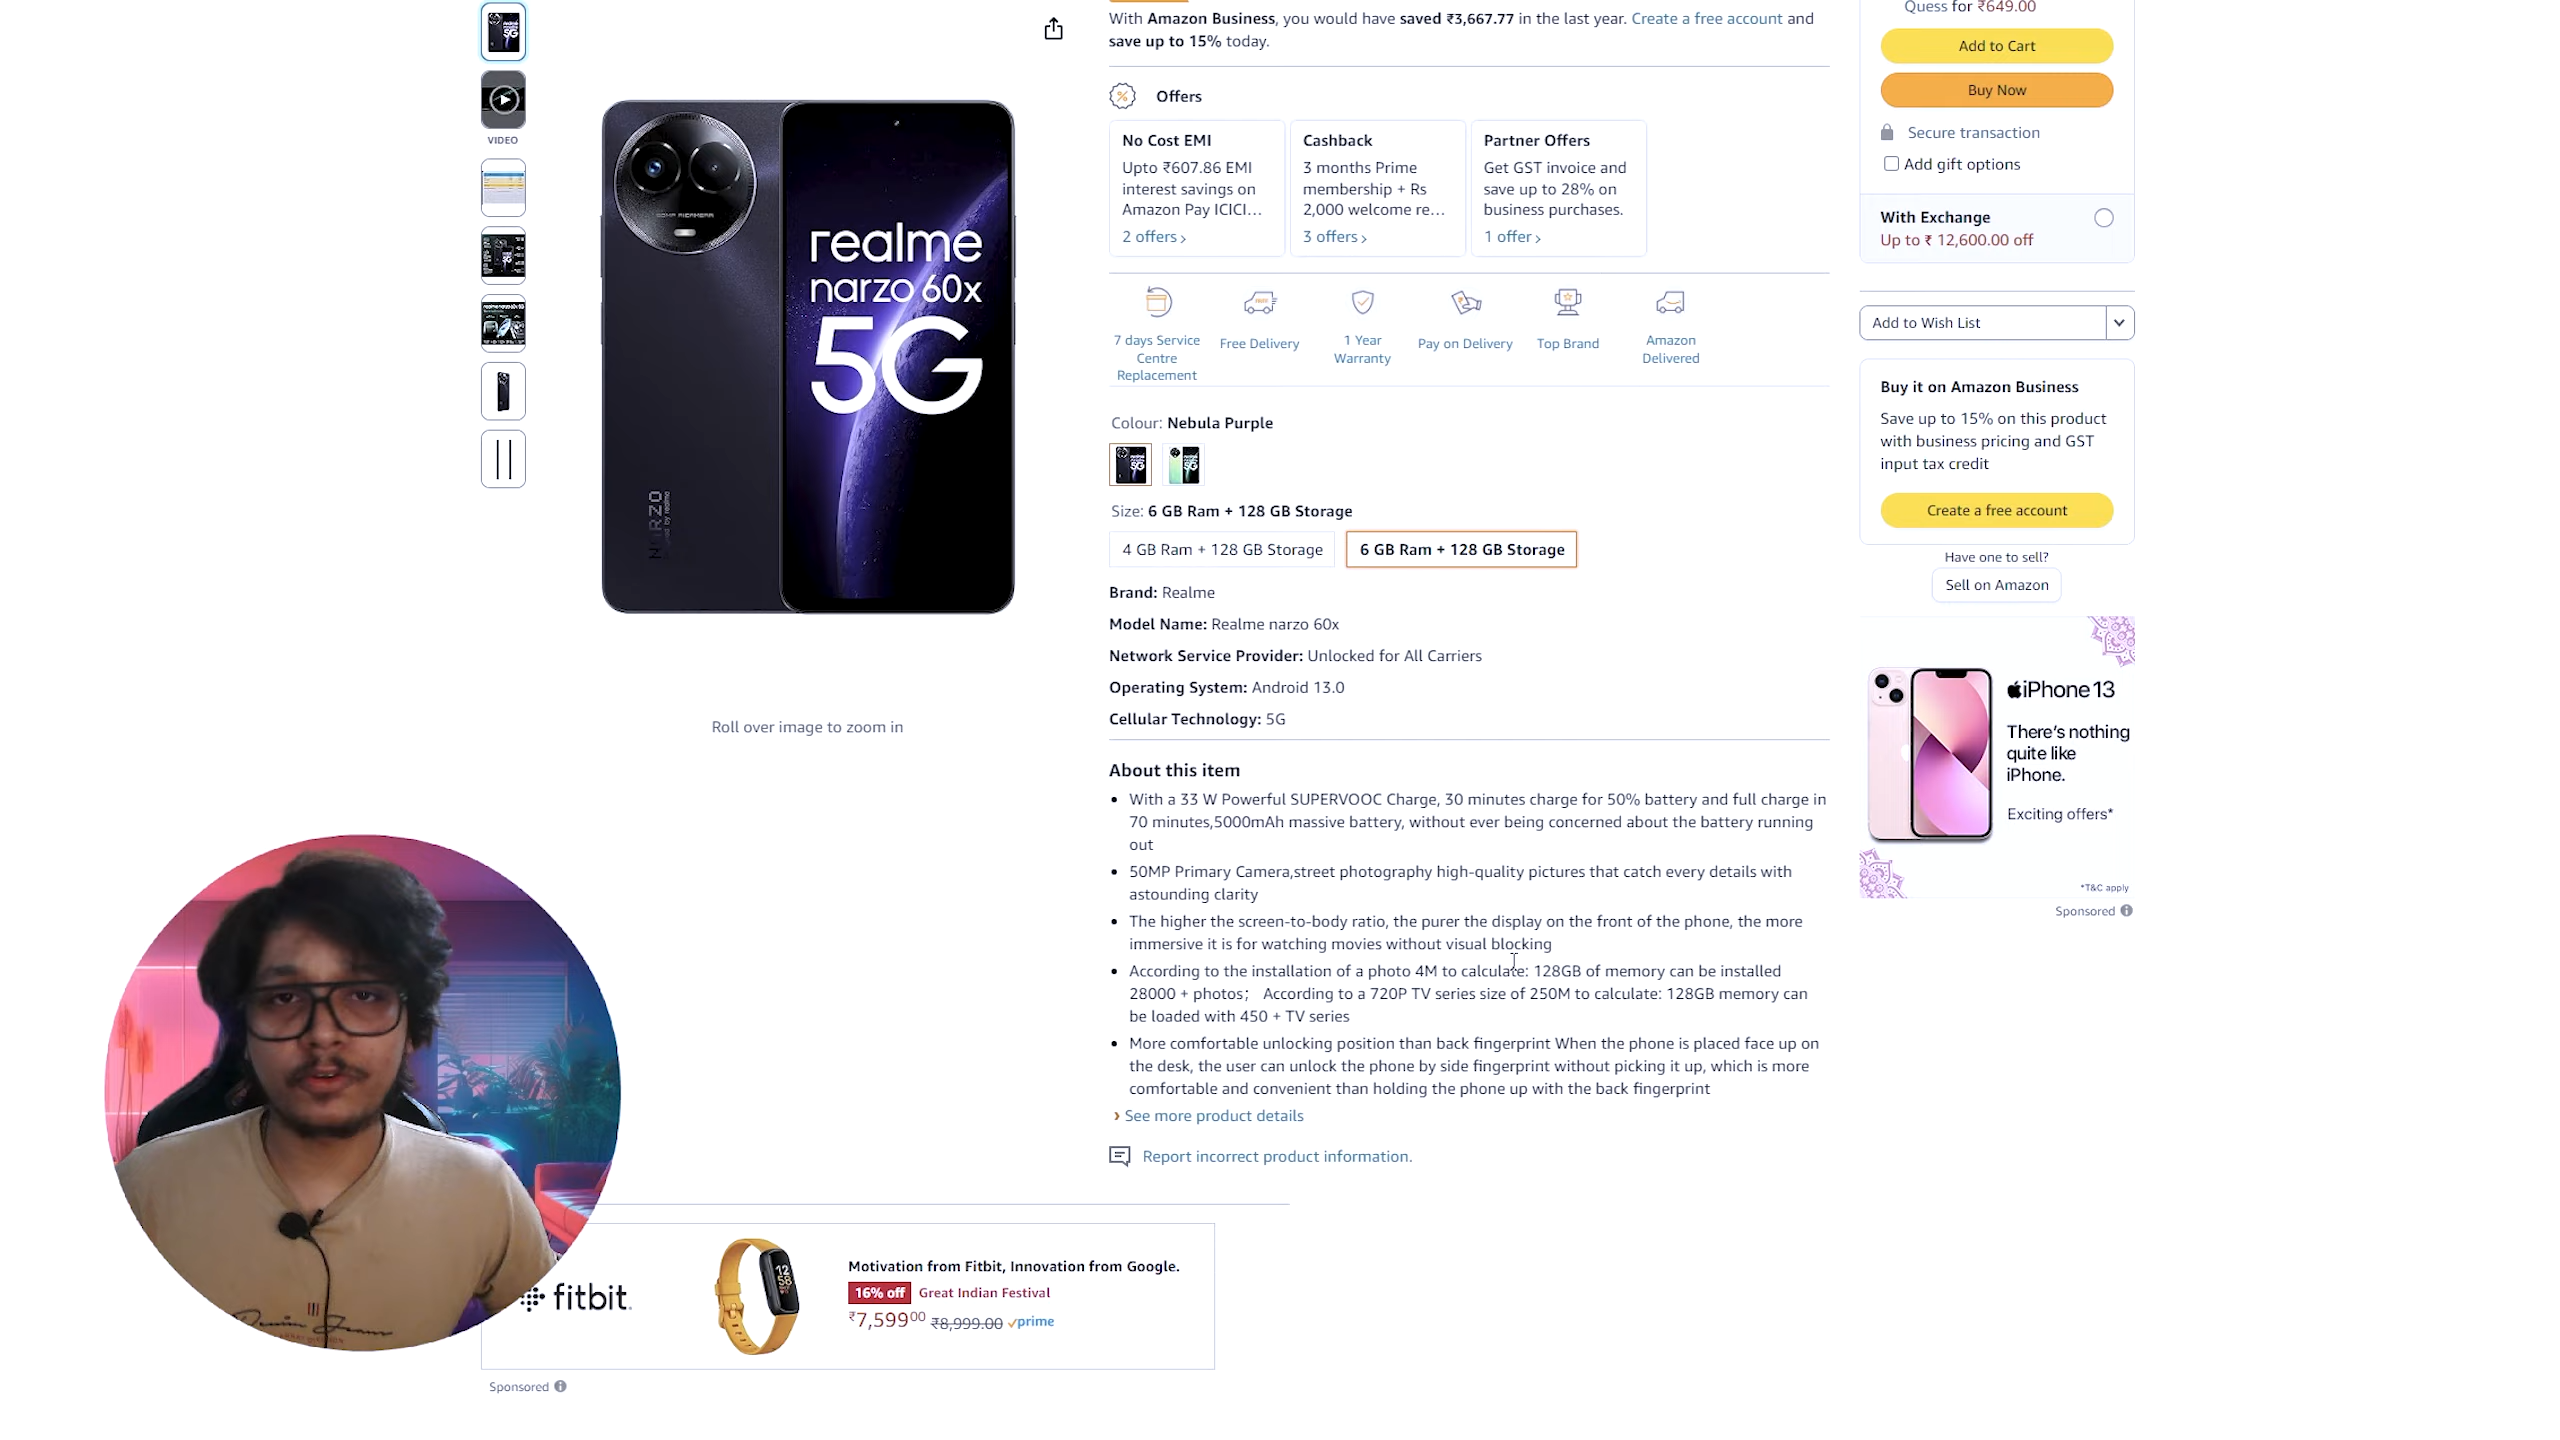 With Amazon Business, you would have saved ₹3,667.77 in the last year. Create a free account and
save up to 15% today.
Offers
No Cost EMI
Upto ₹607.86 EMI
interest savings on
Amazon Pay ICICI…
2 offers ›
Cashback
3 months Prime
membership + Rs
2,000 welcome re…
3 offers ›
Partner Offers
Get GST invoice and
save up to 28% on
business purchases.
1 offer ›
7 days Service
Centre
Replacement
Free Delivery
1 Year
Warranty
Pay on Delivery
Top Brand
Amazon
Delivered
VIDEO
realme
narzo 60x
5G
NARZO
Roll over image to zoom in
Colour: Nebula Purple
Size: 6 GB Ram + 128 GB Storage
4 GB Ram + 128 GB Storage
6 GB Ram + 128 GB Storage
Brand: Realme
Model Name: Realme narzo 60x
Network Service Provider: Unlocked for All Carriers
Operating System: Android 13.0
Cellular Technology: 5G
About this item
• With a 33 W Powerful SUPERVOOC Charge, 30 minutes charge for 50% battery and full charge in
70 minutes,5000mAh massive battery, without ever being concerned about the battery running
out
• 50MP Primary Camera,street photography high-quality pictures that catch every details with
astounding clarity
• The higher the screen-to-body ratio, the purer the display on the front of the phone, the more
immersive it is for watching movies without visual blocking
• According to the installation of a photo 4M to calculate: 128GB of memory can be installed
28000 + photos； According to a 720P TV series size of 250M to calculate: 128GB memory can
be loaded with 450 + TV series
• More comfortable unlocking position than back fingerprint When the phone is placed face up on
the desk, the user can unlock the phone by side fingerprint without picking it up, which is more
comfortable and convenient than holding the phone up with the back fingerprint
› See more product details
Report incorrect product information.
Quess for ₹649.00
Add to Cart
Buy Now
Secure transaction
Add gift options
With Exchange
Up to ₹ 12,600.00 off
Add to Wish List
Buy it on Amazon Business
Save up to 15% on this product
with business pricing and GST
input tax credit
Create a free account
Have one to sell?
Sell on Amazon
iPhone 13
There's nothing
quite like
iPhone.
Exciting offers*
*T&C apply
Sponsored
fitbit.
12
58
Motivation from Fitbit, Innovation from Google.
16% off Great Indian Festival
₹7,599⁰⁰ ₹8,999.00 prime
Sponsored